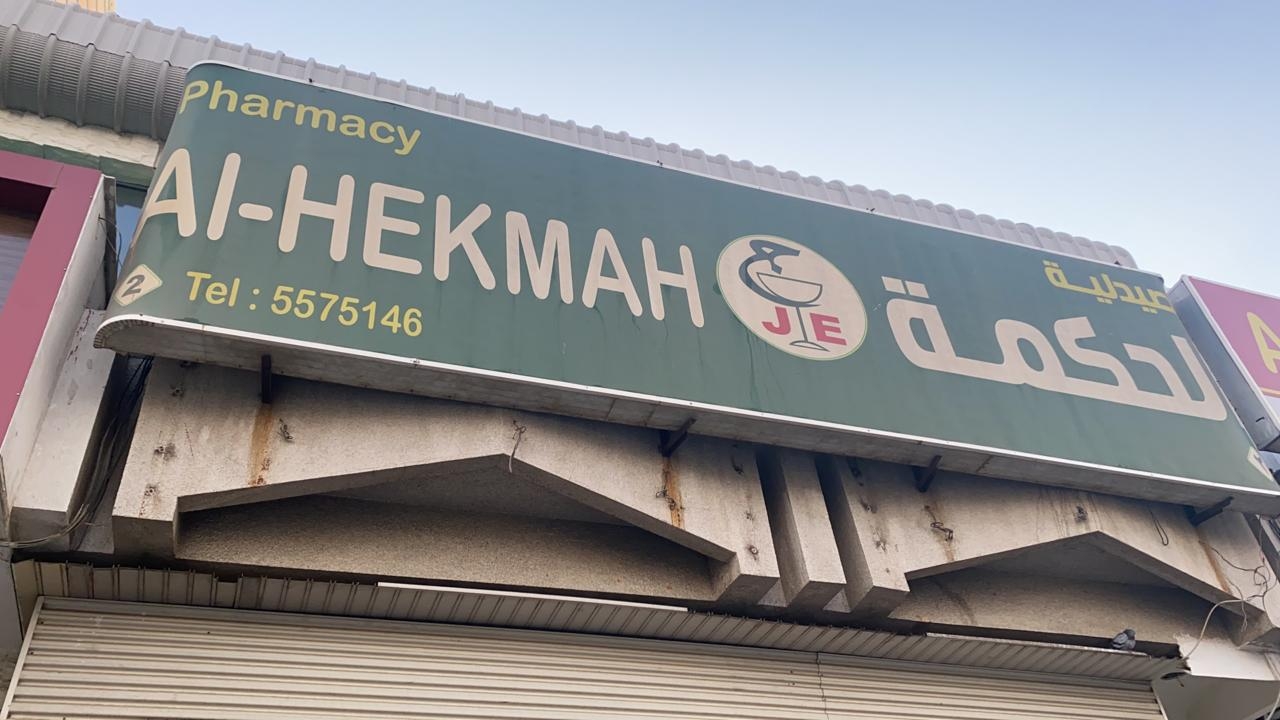 Pharmacy
Al-HEKMAH
2
Tel : 5575146
JE
صيدلية
الحكمة
A